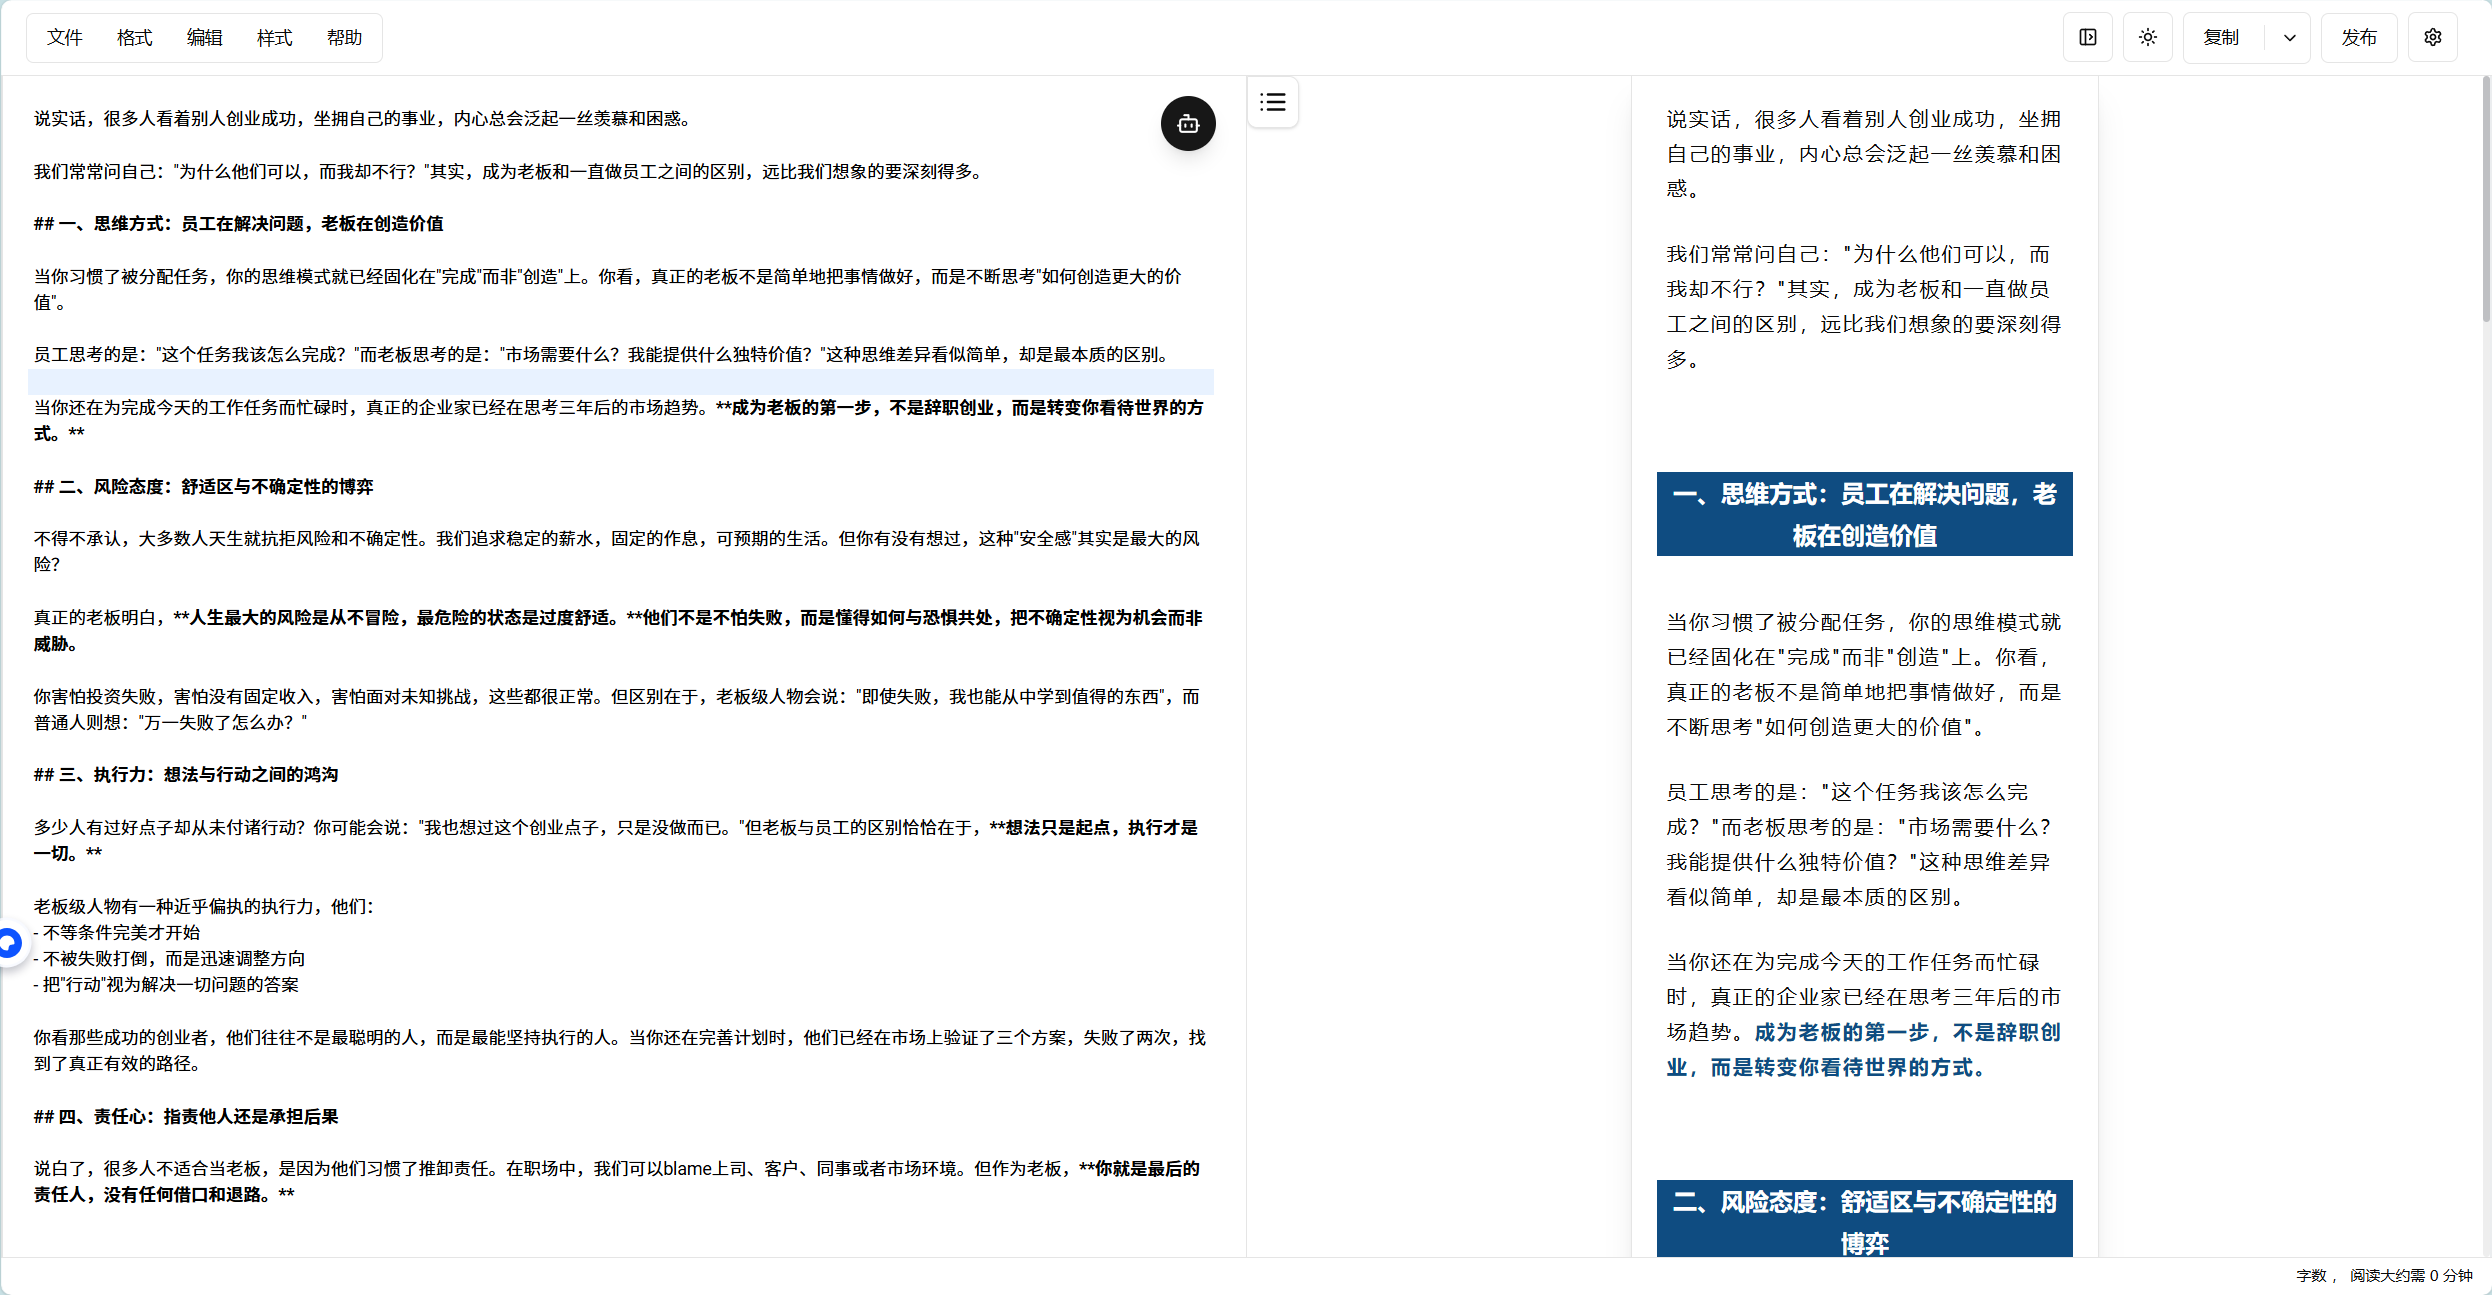 文件 格式 编辑 样式 帮助
复制 发布
说实话，很多人看着别人创业成功，坐拥自己的事业，内心总会泛起一丝羡慕和困惑。
我们常常问自己："为什么他们可以，而我却不行？"其实，成为老板和一直做员工之间的区别，远比我们想象的要深刻得多。
## 一、思维方式：员工在解决问题，老板在创造价值
当你习惯了被分配任务，你的思维模式就已经固化在"完成"而非"创造"上。你看，真正的老板不是简单地把事情做好，而是不断思考"如何创造更大的价
值"。
员工思考的是："这个任务我该怎么完成？"而老板思考的是："市场需要什么？我能提供什么独特价值？"这种思维差异看似简单，却是最本质的区别。
当你还在为完成今天的工作任务而忙碌时，真正的企业家已经在思考三年后的市场趋势。**成为老板的第一步，不是辞职创业，而是转变你看待世界的方
式。**
## 二、风险态度：舒适区与不确定性的博弈
不得不承认，大多数人天生就抗拒风险和不确定性。我们追求稳定的薪水，固定的作息，可预期的生活。但你有没有想过，这种"安全感"其实是最大的风
险？
真正的老板明白，**人生最大的风险是从不冒险，最危险的状态是过度舒适。**他们不是不怕失败，而是懂得如何与恐惧共处，把不确定性视为机会而非
威胁。
你害怕投资失败，害怕没有固定收入，害怕面对未知挑战，这些都很正常。但区别在于，老板级人物会说："即使失败，我也能从中学到值得的东西"，而
普通人则想："万一失败了怎么办？"
## 三、执行力：想法与行动之间的鸿沟
多少人有过好点子却从未付诸行动？你可能会说："我也想过这个创业点子，只是没做而已。"但老板与员工的区别恰恰在于，**想法只是起点，执行才是
一切。**
老板级人物有一种近乎偏执的执行力，他们：
- 不等条件完美才开始
- 不被失败打倒，而是迅速调整方向
- 把"行动"视为解决一切问题的答案
你看那些成功的创业者，他们往往不是最聪明的人，而是最能坚持执行的人。当你还在完善计划时，他们已经在市场上验证了三个方案，失败了两次，找
到了真正有效的路径。
## 四、责任心：指责他人还是承担后果
说白了，很多人不适合当老板，是因为他们习惯了推卸责任。在职场中，我们可以blame上司、客户、同事或者市场环境。但作为老板，**你就是最后的
责任人，没有任何借口和退路。**
说实话，很多人看着别人创业成功，坐拥
自己的事业，内心总会泛起一丝羡慕和困
惑。
我们常常问自己："为什么他们可以，而
我却不行？"其实，成为老板和一直做员
工之间的区别，远比我们想象的要深刻得
多。
一、思维方式：员工在解决问题，老
板在创造价值
当你习惯了被分配任务，你的思维模式就
已经固化在"完成"而非"创造"上。你看，
真正的老板不是简单地把事情做好，而是
不断思考"如何创造更大的价值"。
员工思考的是："这个任务我该怎么完
成？"而老板思考的是："市场需要什么？
我能提供什么独特价值？"这种思维差异
看似简单，却是最本质的区别。
当你还在为完成今天的工作任务而忙碌
时，真正的企业家已经在思考三年后的市
场趋势。成为老板的第一步，不是辞职创
业，而是转变你看待世界的方式。
二、风险态度：舒适区与不确定性的
博弈
字数 ， 阅读大约需 0 分钟